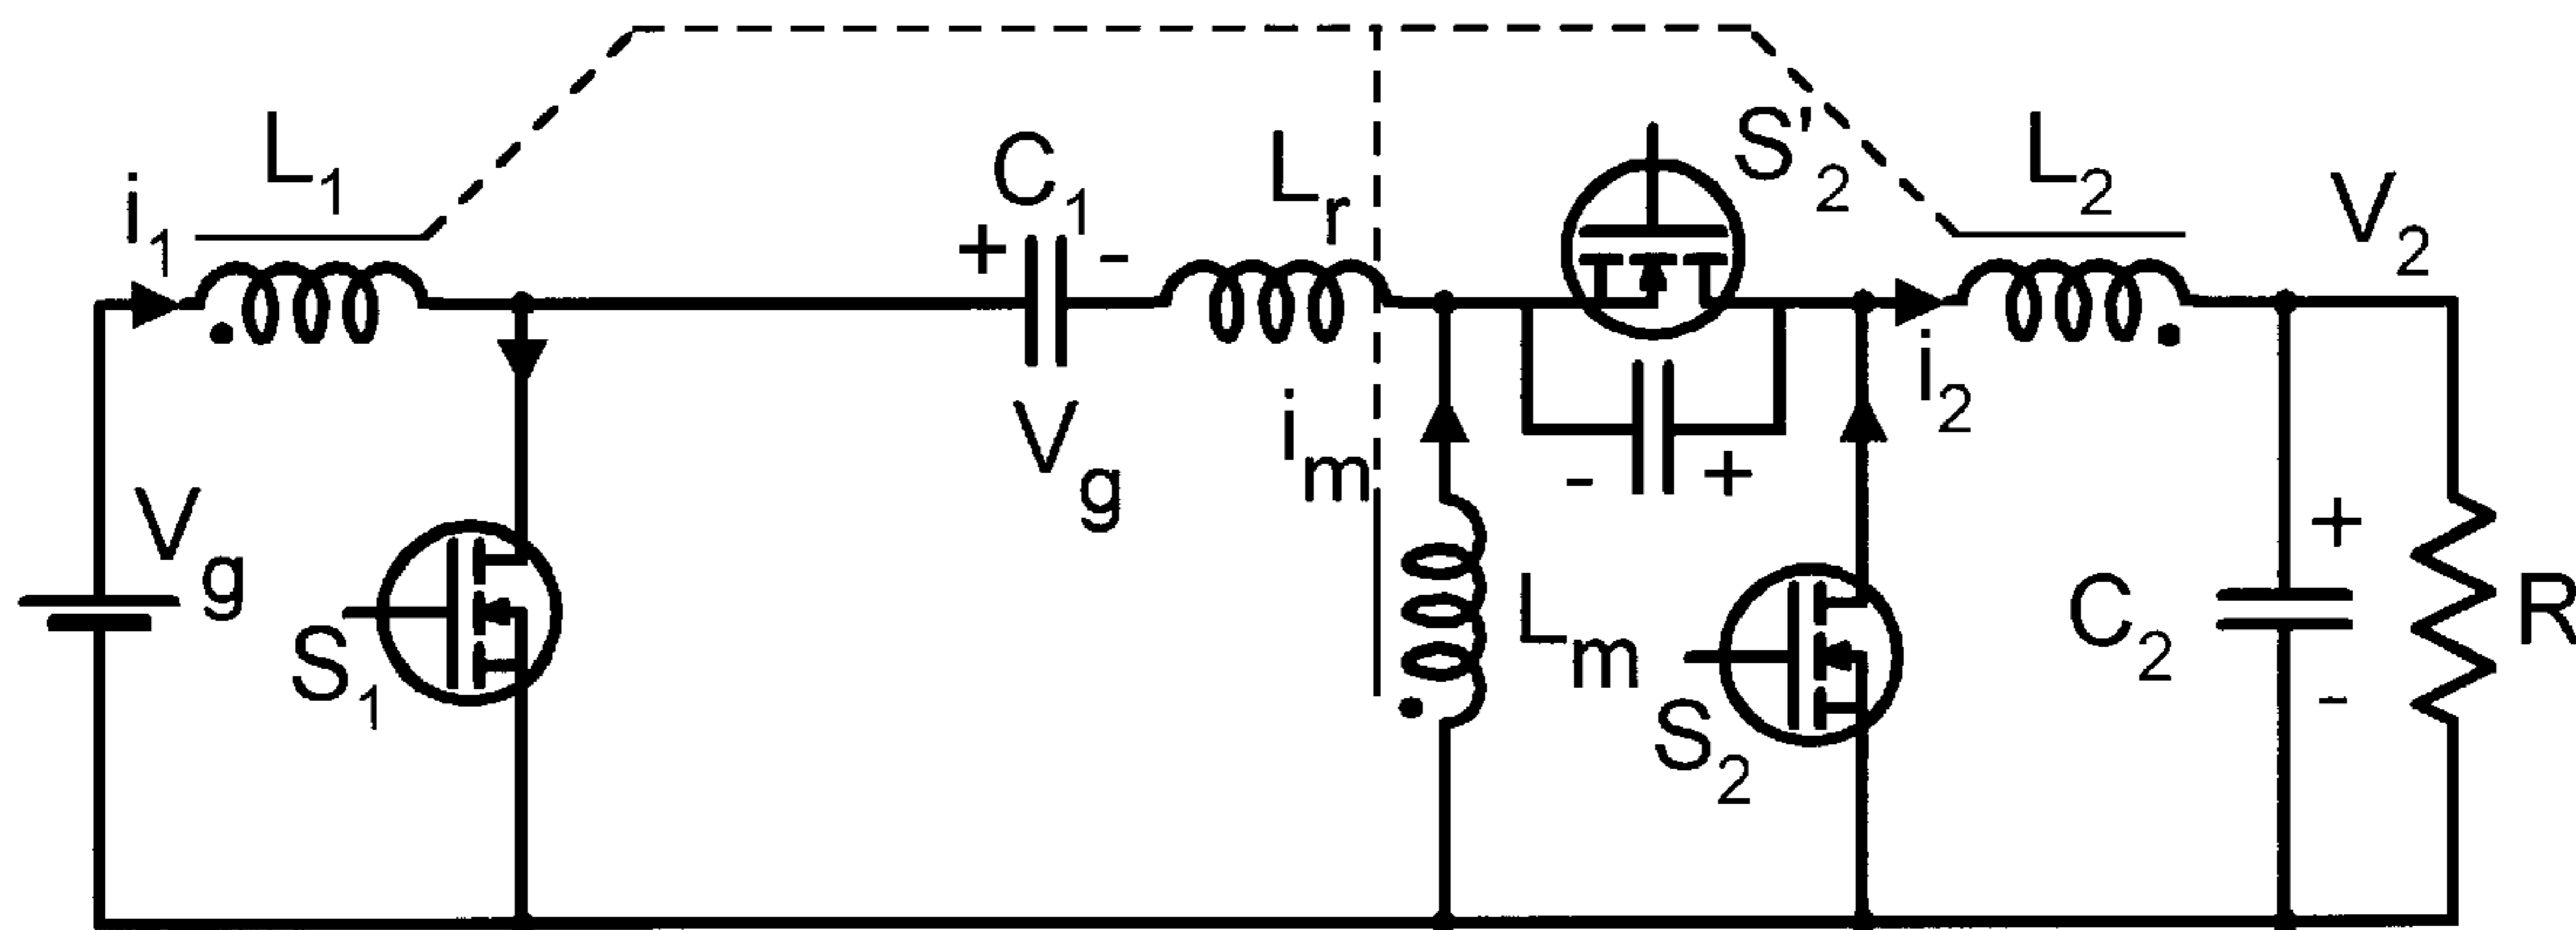 i1
L1
C1
+
-
Vg
Lr
S'2
L2
V2
im
-
+
i2
Vg
S1
Lm
S2
C2
+
-
R